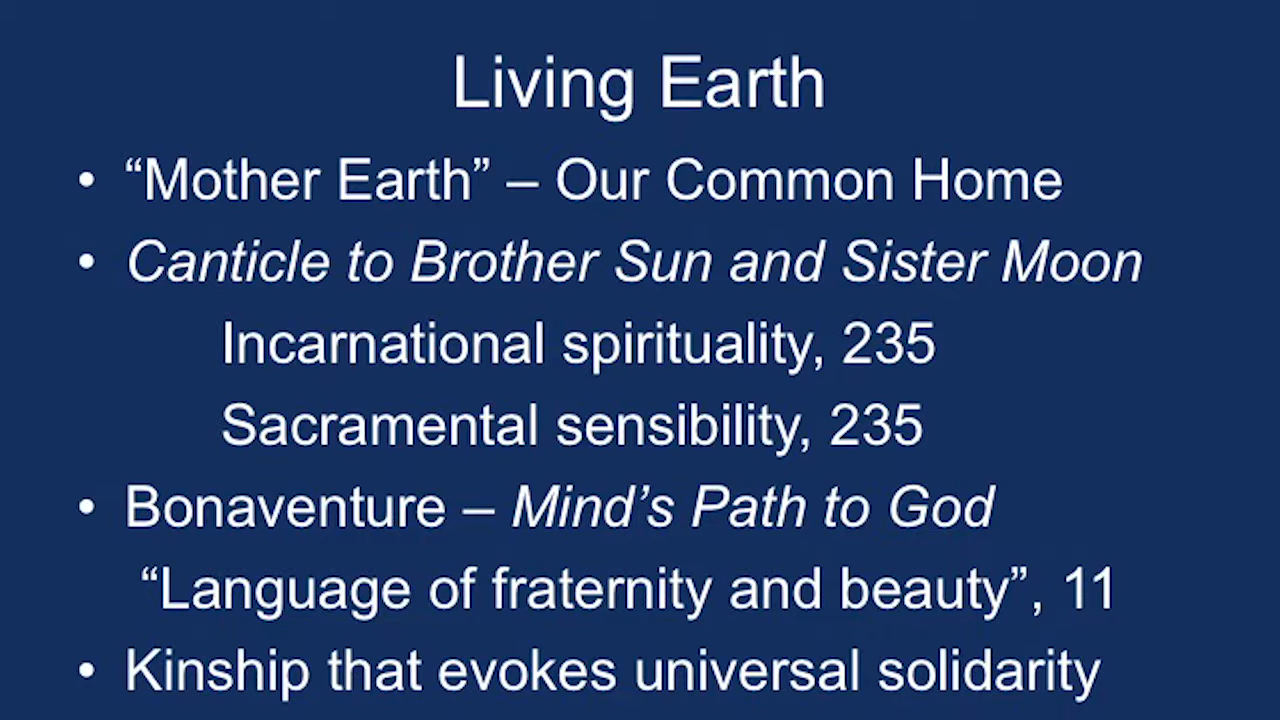 Living Earth
• “Mother Earth” – Our Common Home
• Canticle to Brother Sun and Sister Moon
Incarnational spirituality, 235
Sacramental sensibility, 235
• Bonaventure – Mind’s Path to God
“Language of fraternity and beauty”, 11
• Kinship that evokes universal solidarity